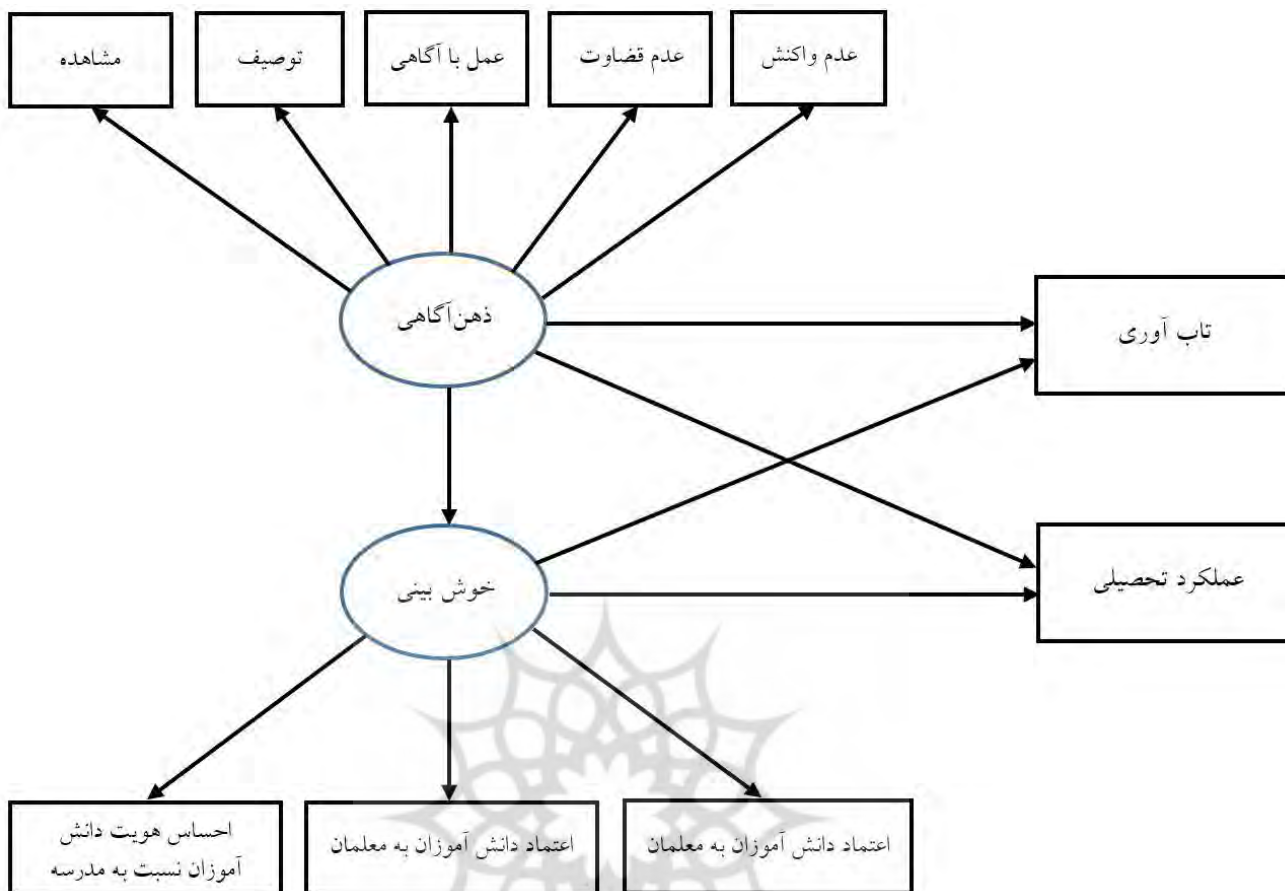 عدم واکنش
عدم قضاوت
عمل با آگاهی
توصیف
مشاهده
ذهن‌آگاهی
تاب آوری
خوش بینی
عملکرد تحصیلی
اعتماد دانش آموزان به معلمان
اعتماد دانش آموزان به معلمان
احساس هویت دانش
آموزان نسبت به مدرسه